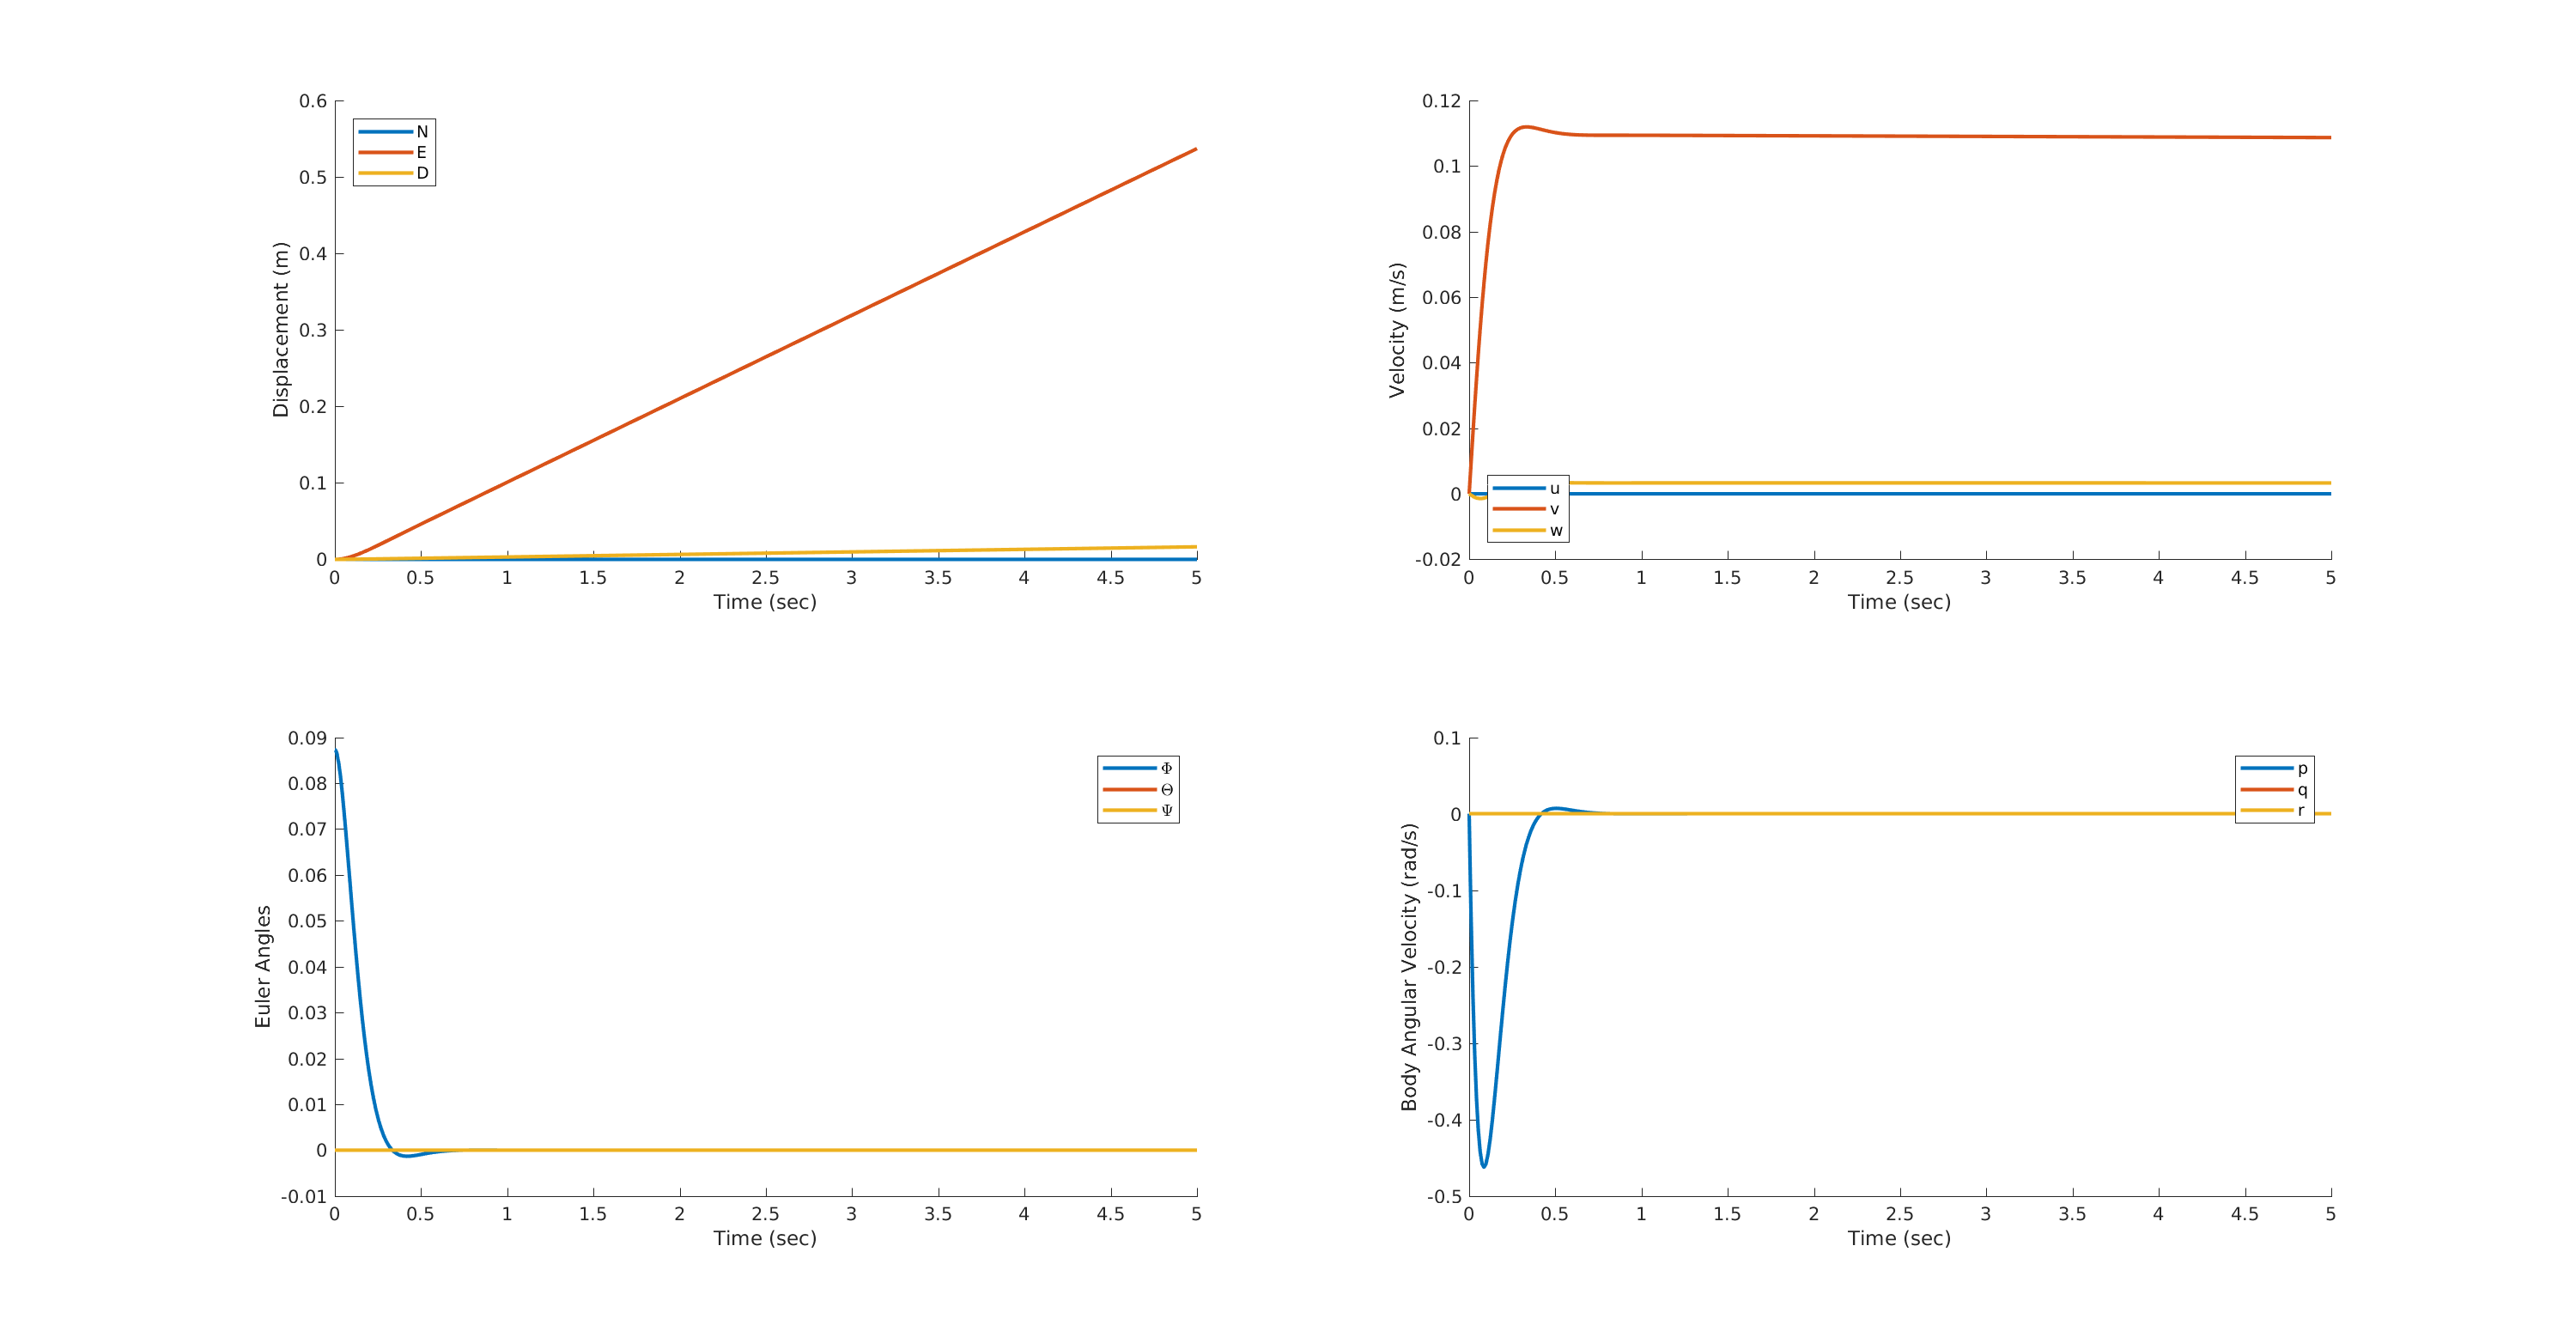 0.6
0.5
0.4
0.3
0.2
0.1
0
Displacement (m)
N
E
D
0 0.5 1 1.5 2 2.5 3 3.5 4 4.5 5
Time (sec)
0.12
0.1
0.08
0.06
0.04
0.02
0
-0.02
Velocity (m/s)
u
v
w
0 0.5 1 1.5 2 2.5 3 3.5 4 4.5 5
Time (sec)
0.09
0.08
0.07
0.06
0.05
0.04
0.03
0.02
0.01
0
-0.01
Euler Angles
Φ
Θ
Ψ
0 0.5 1 1.5 2 2.5 3 3.5 4 4.5 5
Time (sec)
0.1
0
-0.1
-0.2
-0.3
-0.4
-0.5
Body Angular Velocity (rad/s)
p
q
r
0 0.5 1 1.5 2 2.5 3 3.5 4 4.5 5
Time (sec)